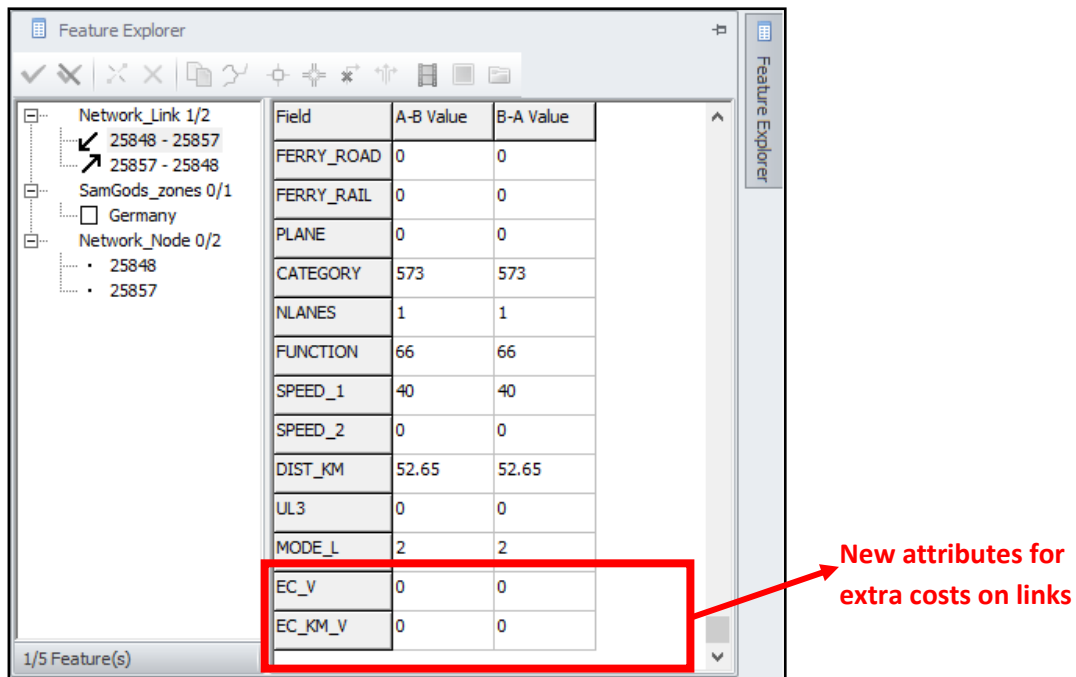 Feature Explorer
Network_Link 1/2
25848 - 25857
25857 - 25848
SamGods_zones 0/1
Germany
Network_Node 0/2
25848
25857
1/5 Feature(s)
Field A-B Value B-A Value
FERRY_ROAD 0 0
FERRY_RAIL 0 0
PLANE 0 0
CATEGORY 573 573
NLANES 1 1
FUNCTION 66 66
SPEED_1 40 40
SPEED_2 0 0
DIST_KM 52.65 52.65
UL3 0 0
MODE_L 2 2
EC_V 0 0
EC_KM_V 0 0
Feature Explorer
New attributes for
extra costs on links